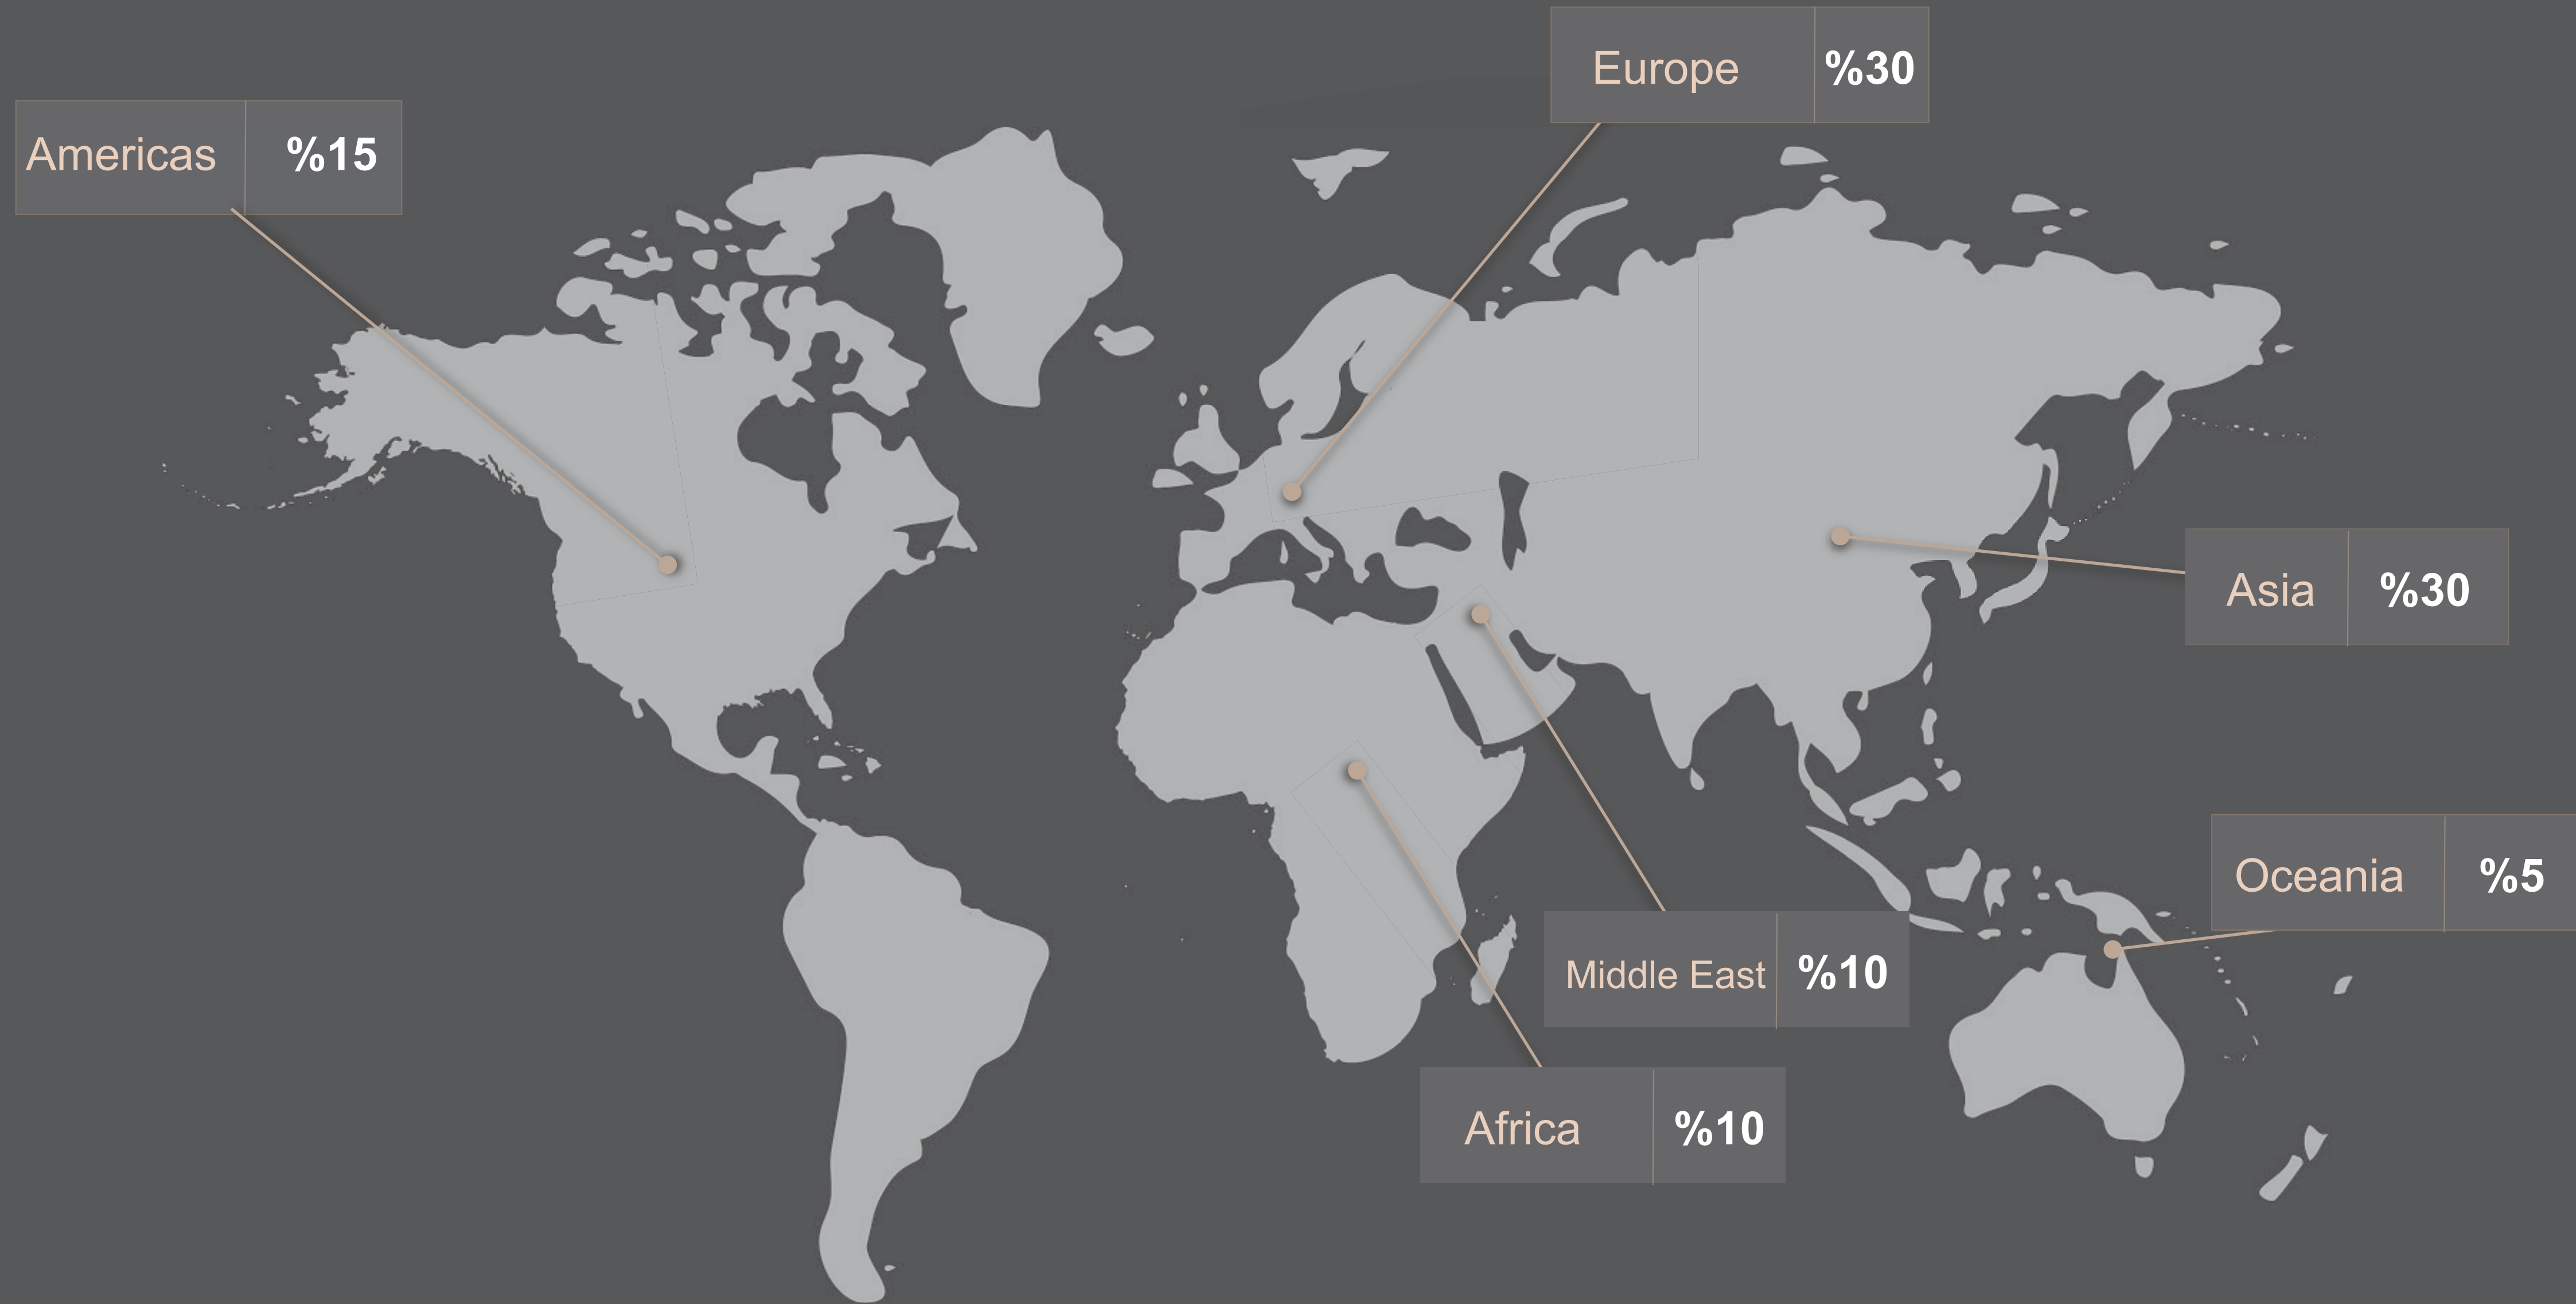 Europe %30
Americas %15
Asia %30
Oceania %5
Middle East %10
Africa %10